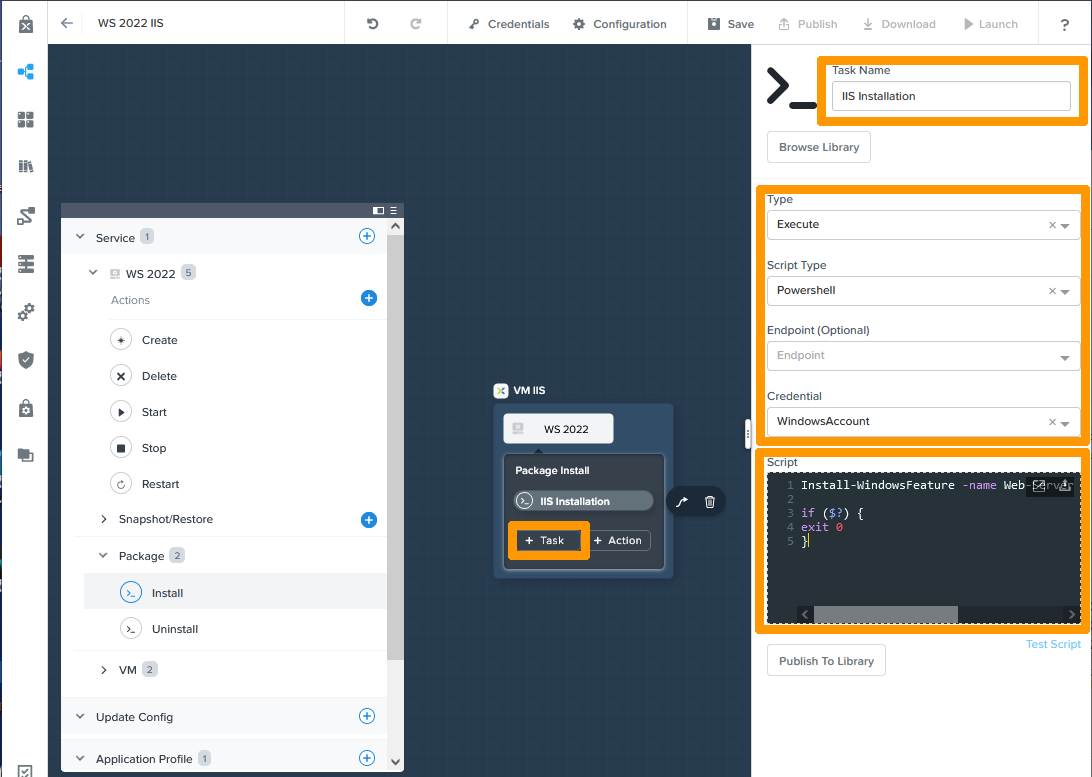 WS 2022 IIS
Credentials
Configuration
Save
Publish
Download
Launch
?
Task Name
IIS Installation
Browse Library
Type
Execute
Script Type
Powershell
Endpoint (Optional)
Endpoint
Credential
WindowsAccount
Script
1 Install-WindowsFeature -name Web-Server
2
3 if ($?) {
4 exit 0
5 }
Test Script
Publish To Library
Service 1
WS 2022 5
Actions
Create
Delete
Start
Stop
Restart
Snapshot/Restore
Package 2
Install
Uninstall
VM 2
Update Config
Application Profile 1
VM IIS
WS 2022
Package Install
IIS Installation
+ Task
+ Action